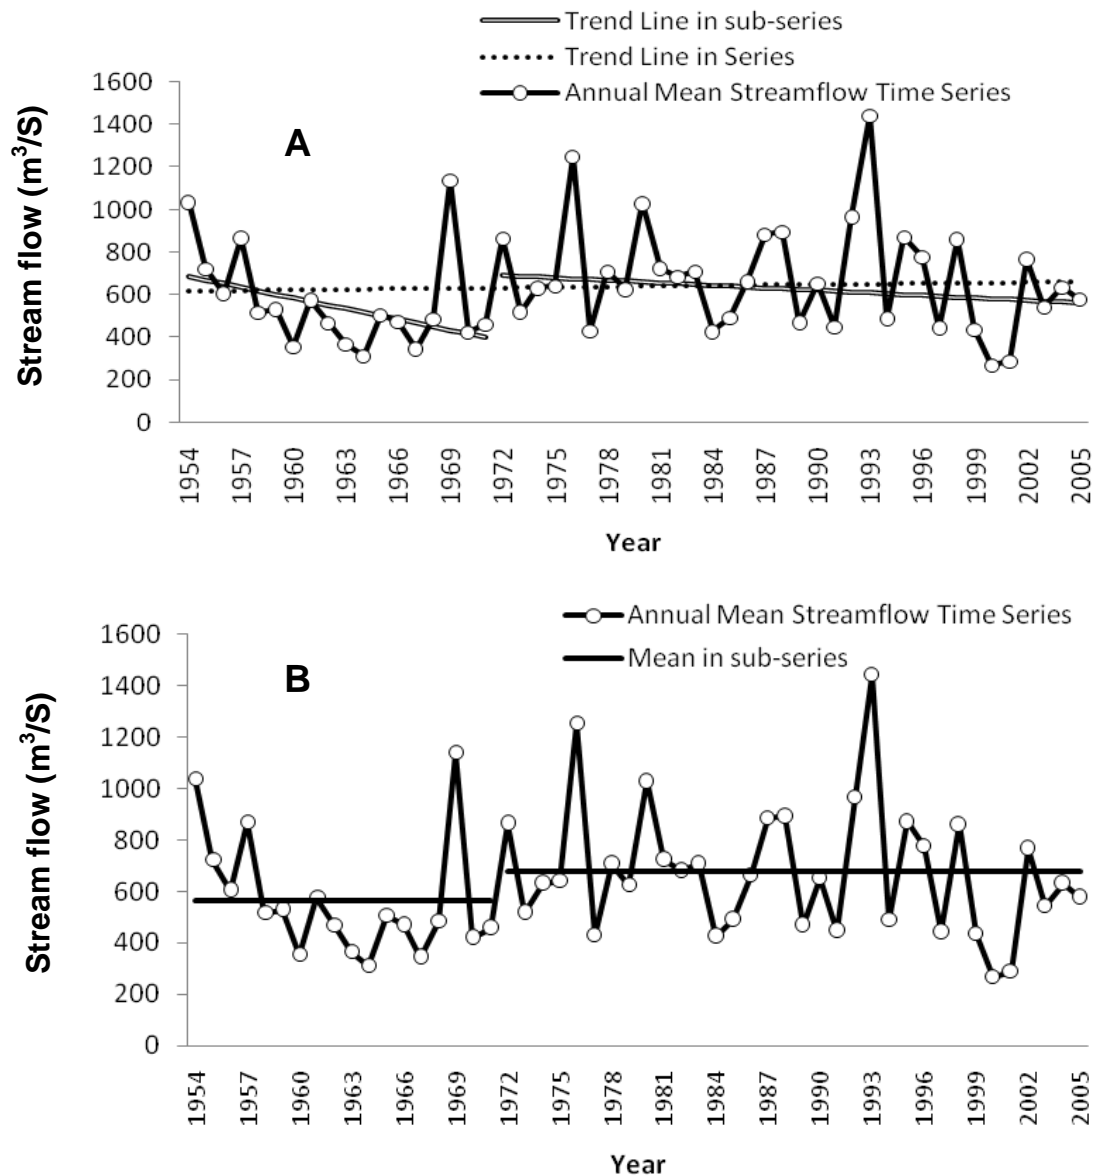 Trend Line in sub-series
Trend Line in Series
Annual Mean Streamflow Time Series
A
Stream flow (m³/S)
1600
1400
1200
1000
800
600
400
200
0
1954 1957 1960 1963 1966 1969 1972 1975 1978 1981 1984 1987 1990 1993 1996 1999 2002 2005
Year
Annual Mean Streamflow Time Series
Mean in sub-series
B
Stream flow (m³/S)
1600
1400
1200
1000
800
600
400
200
0
1954 1957 1960 1963 1966 1969 1972 1975 1978 1981 1984 1987 1990 1993 1996 1999 2002 2005
Year